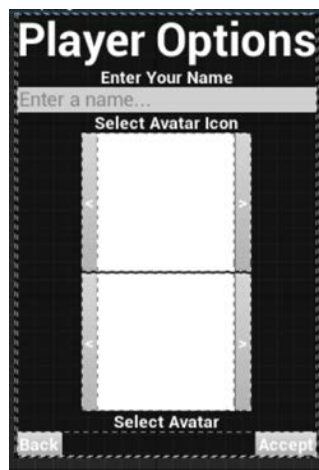 Player Options
Enter Your Name
Enter a name...
Select Avatar Icon
< >
< >
Select Avatar
Back Accept